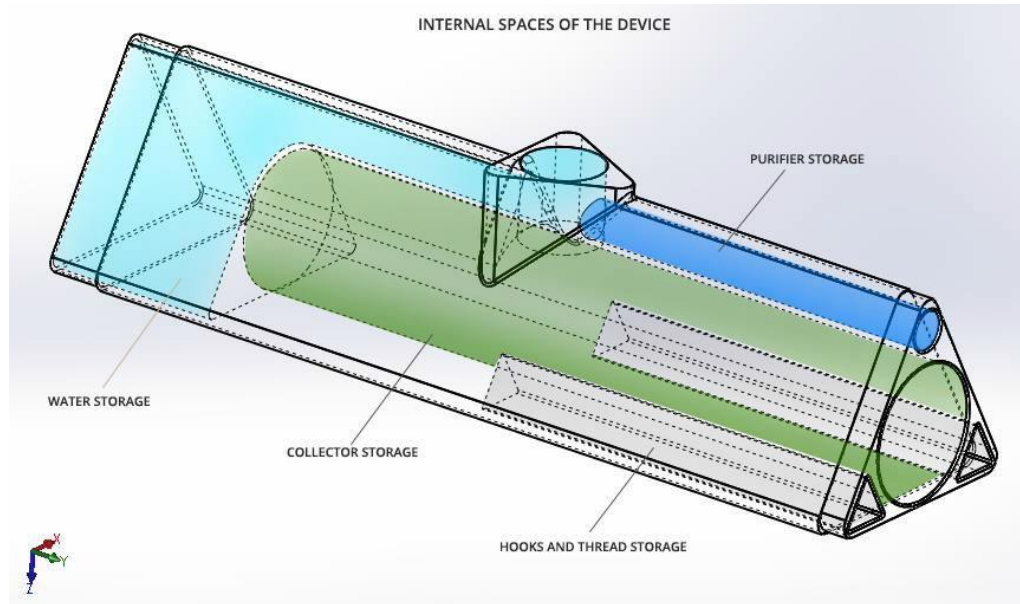 INTERNAL SPACES OF THE DEVICE
PURIFIER STORAGE
WATER STORAGE
COLLECTOR STORAGE
HOOKS AND THREAD STORAGE
X
Y
Z